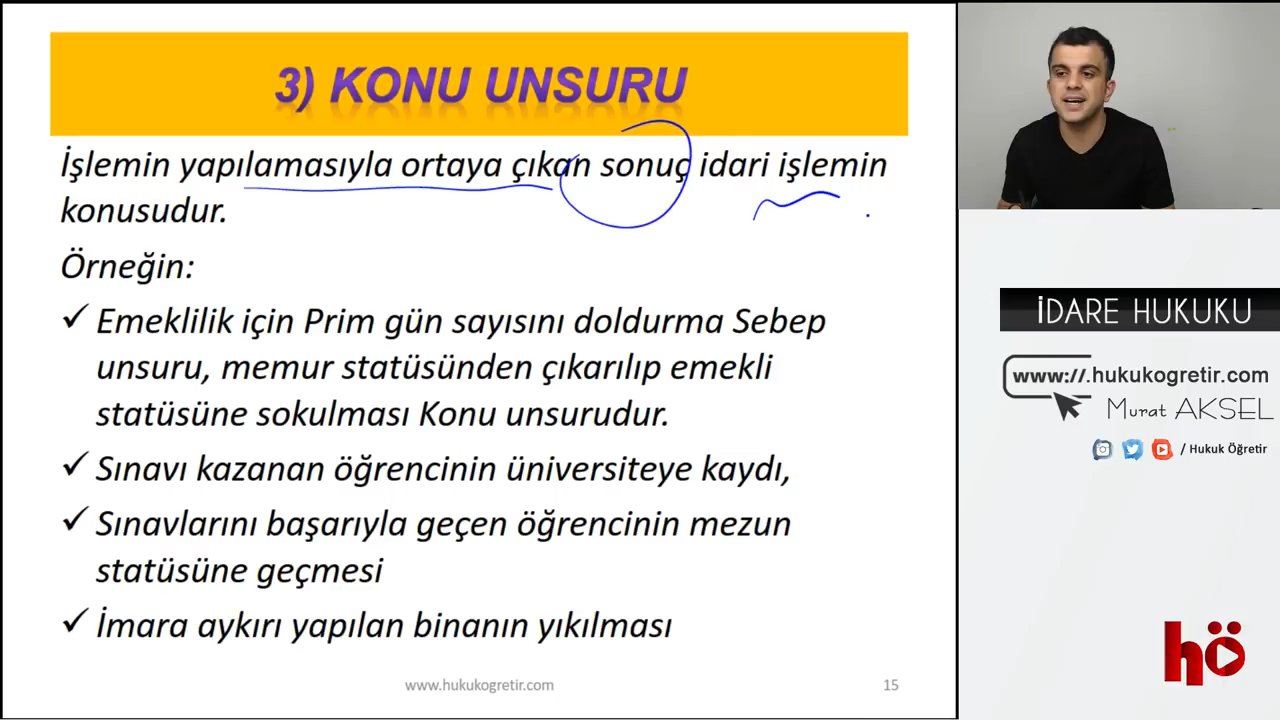 3) KONU UNSURU
İşlemin yapılamasıyla ortaya çıkan sonuç idari işlemin
konusudur.
Örneğin:
✓ Emeklilik için Prim gün sayısını doldurma Sebep
unsuru, memur statüsünden çıkarılıp emekli
statüsüne sokulması Konu unsurudur.
✓ Sınavı kazanan öğrencinin üniversiteye kaydı,
✓ Sınavlarını başarıyla geçen öğrencinin mezun
statüsüne geçmesi
✓ İmara aykırı yapılan binanın yıkılması
www.hukukogretir.com
15
İDARE HUKUKU
www://.hukukogretir.com
Murat AKSEL
/ Hukuk Öğretir
hö